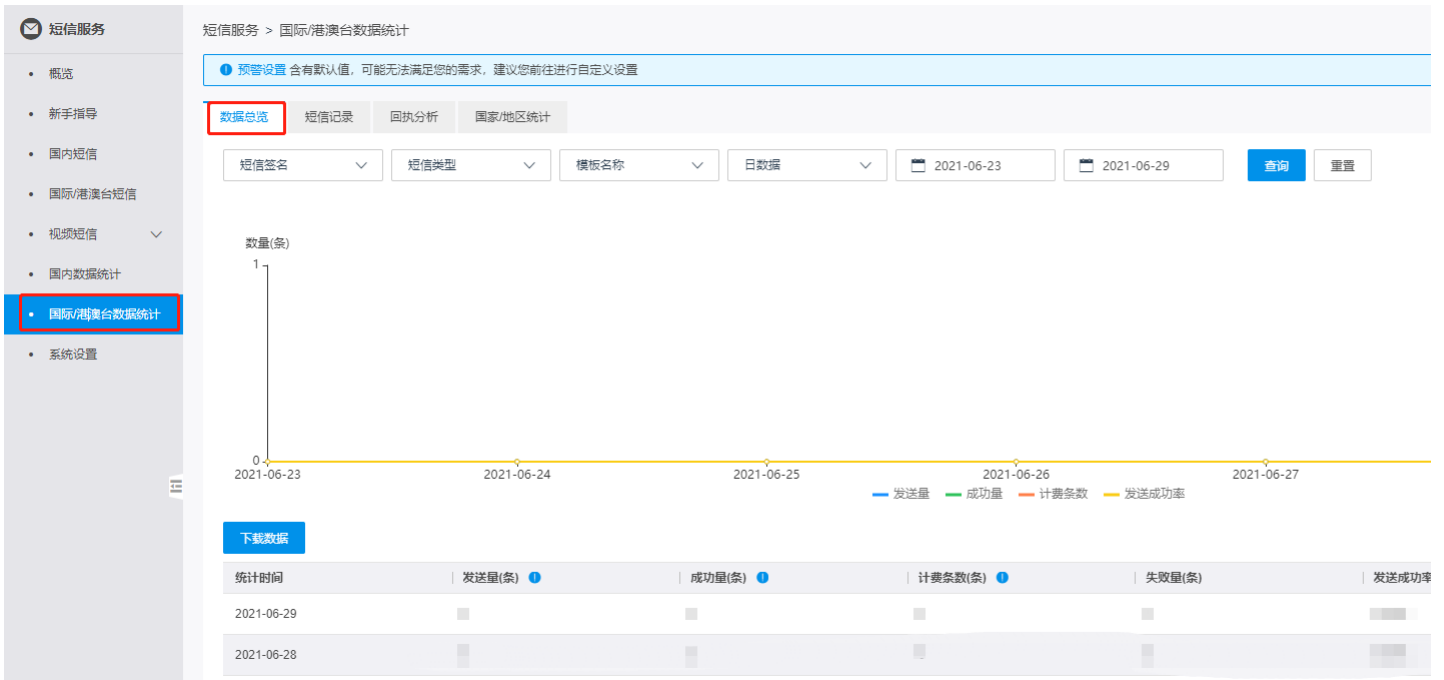 短信服务
概览
新手指导
国内短信
国际/港澳台短信
视频短信
国内数据统计
国际/港澳台数据统计
系统设置
短信服务 > 国际/港澳台数据统计
预警设置 含有默认值，可能无法满足您的需求，建议您前往进行自定义设置
数据总览 短信记录 回执分析 国家/地区统计
短信签名 短信类型 模板名称 日数据 2021-06-23 2021-06-29 查询 重置
数量(条)
1
0
2021-06-23 2021-06-24 2021-06-25 2021-06-26 2021-06-27
发送量 成功量 计费条数 发送成功率
下载数据
统计时间 发送量(条) 成功量(条) 计费条数(条) 失败量(条) 发送成功率
2021-06-29
2021-06-28